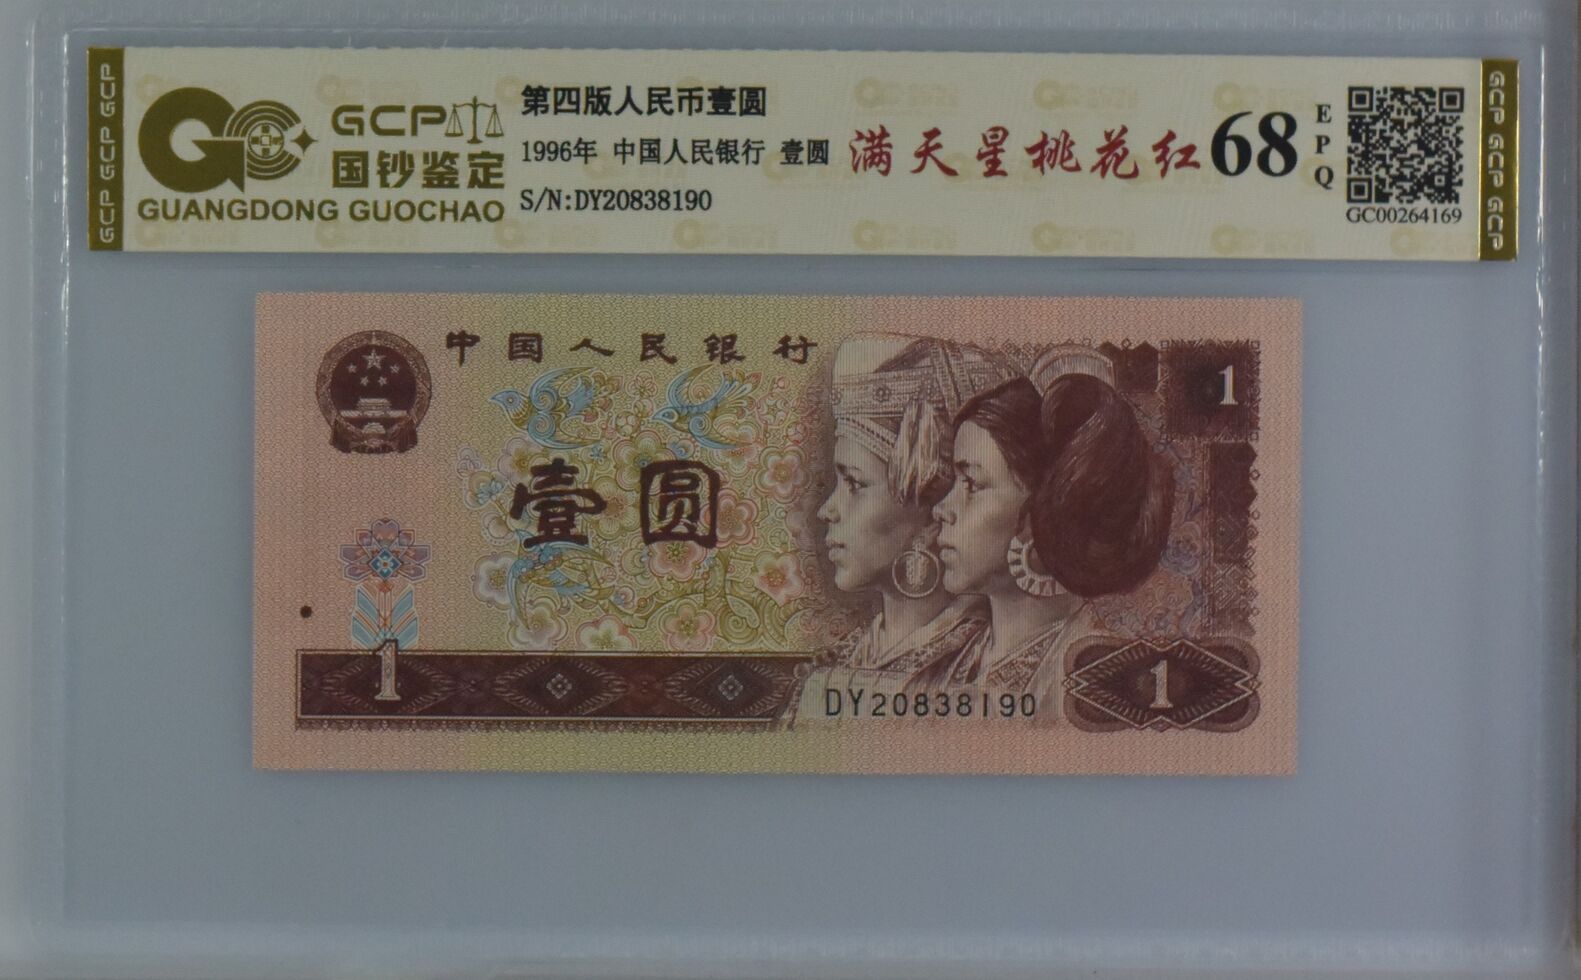 GCP GCP GCP
GCP
国钞鉴定
GUANGDONG GUOCHAO
第四版人民币壹圆
1996年 中国人民银行 壹圆
S/N:DY20838190
满天星桃花红
68
EPQ
GC00264169
GCP GCP GCP
中国人民银行
1
壹圆
1
DY20838190
1